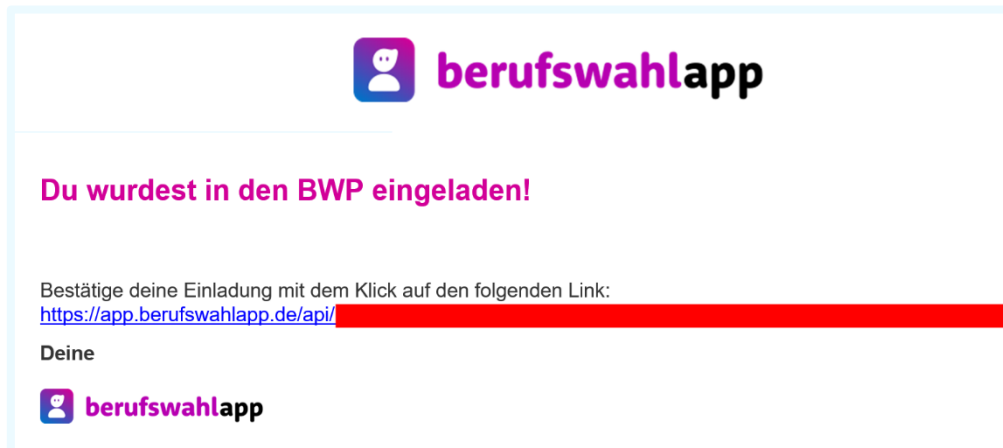 berufswahlapp
Du wurdest in den BWP eingeladen!
Bestätige deine Einladung mit dem Klick auf den folgenden Link:
https://app.berufswahlapp.de/api/
Deine
berufswahlapp